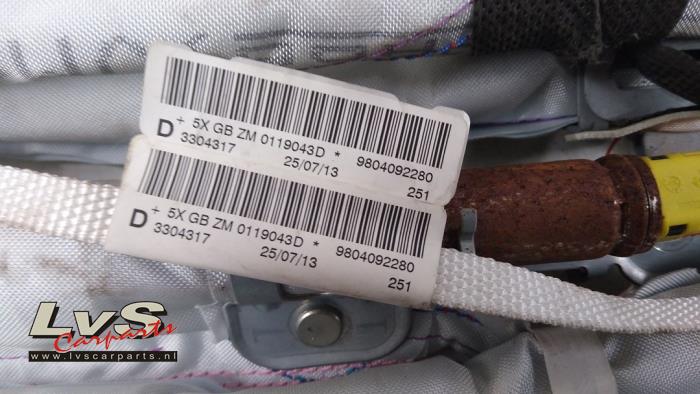 D + 5X GB ZM 0119043D * 9804092280
3304317 25/07/13 251
D + 5X GB ZM 0119043D * 9804092280
3304317 25/07/13 251
LvS
Carparts
www.lvscarparts.nl